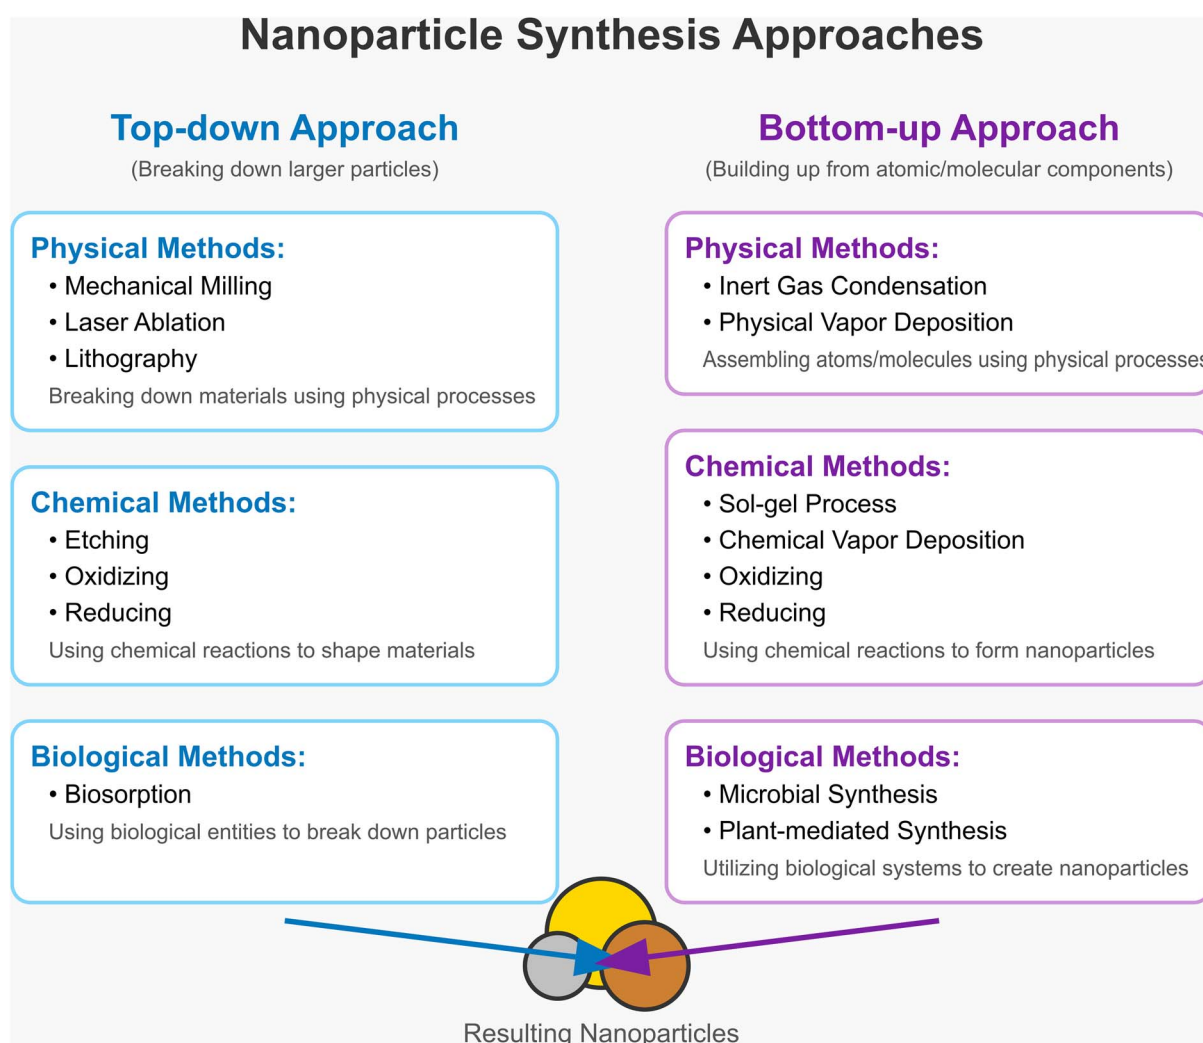 Nanoparticle Synthesis Approaches
Top-down Approach
(Breaking down larger particles)
Physical Methods:
• Mechanical Milling
• Laser Ablation
• Lithography
Breaking down materials using physical processes
Chemical Methods:
• Etching
• Oxidizing
• Reducing
Using chemical reactions to shape materials
Biological Methods:
• Biosorption
Using biological entities to break down particles
Bottom-up Approach
(Building up from atomic/molecular components)
Physical Methods:
• Inert Gas Condensation
• Physical Vapor Deposition
Assembling atoms/molecules using physical processes
Chemical Methods:
• Sol-gel Process
• Chemical Vapor Deposition
• Oxidizing
• Reducing
Using chemical reactions to form nanoparticles
Biological Methods:
• Microbial Synthesis
• Plant-mediated Synthesis
Utilizing biological systems to create nanoparticles
Resulting Nanoparticles